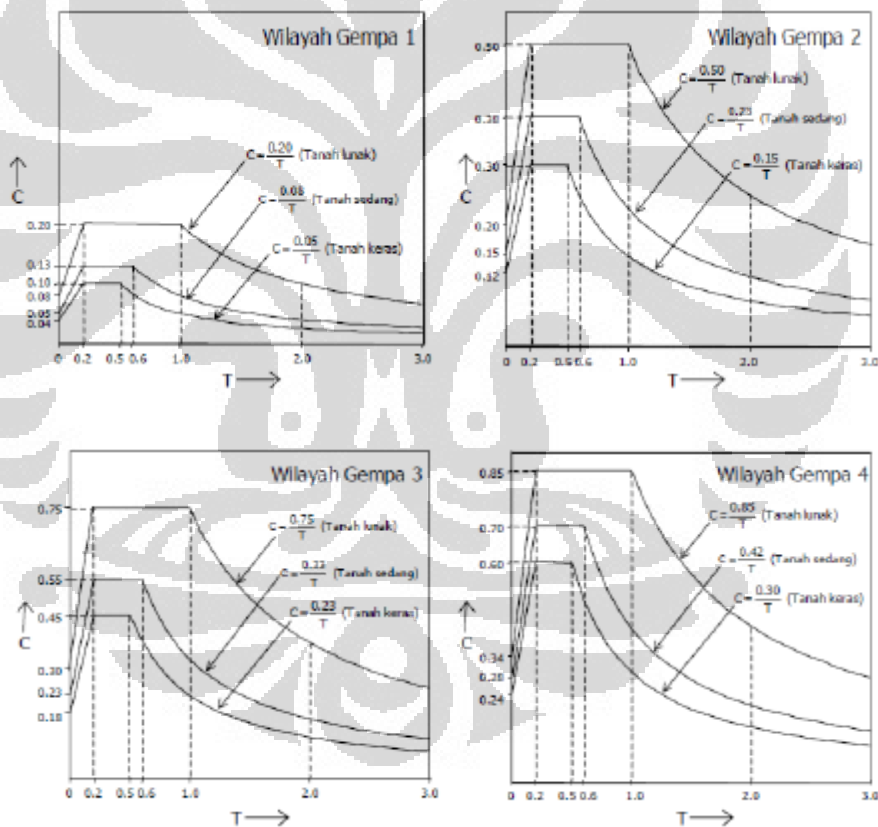 Wilayah Gempa 1
C = 0.20 / T (Tanah lunak)
C = 0.08 / T (Tanah sedang)
C = 0.05 / T (Tanah keras)
C
0.20
0.13
0.10
0.08
0.05
0.04
0 0.2 0.5 0.6 1.0 2.0 3.0
T
Wilayah Gempa 2
C = 0.50 / T (Tanah lunak)
C = 0.23 / T (Tanah sedang)
C = 0.15 / T (Tanah keras)
C
0.50
0.30
0.20
0.15
0.12
0 0.2 0.5 0.6 1.0 2.0 3.0
T
Wilayah Gempa 3
C = 0.75 / T (Tanah lunak)
C = 0.33 / T (Tanah sedang)
C = 0.23 / T (Tanah keras)
C
0.75
0.55
0.45
0.30
0.23
0.18
0 0.2 0.5 0.6 1.0 2.0 3.0
T
Wilayah Gempa 4
C = 0.85 / T (Tanah lunak)
C = 0.42 / T (Tanah sedang)
C = 0.30 / T (Tanah keras)
C
0.85
0.70
0.60
0.34
0.28
0.24
0 0.2 0.5 0.6 1.0 2.0 3.0
T